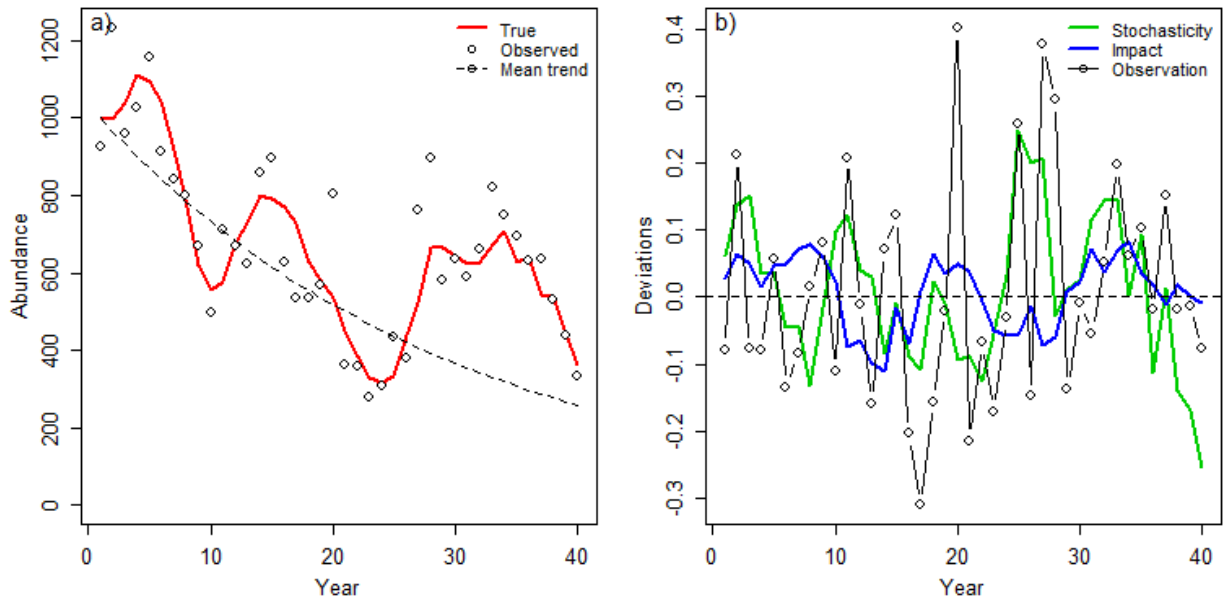 a)
True
Observed
Mean trend
Abundance
1200
1000
800
600
400
200
0
0 10 20 30 40
Year
b)
Stochasticity
Impact
Observation
Deviations
0.4
0.3
0.2
0.1
0.0
-0.1
-0.2
-0.3
0 10 20 30 40
Year